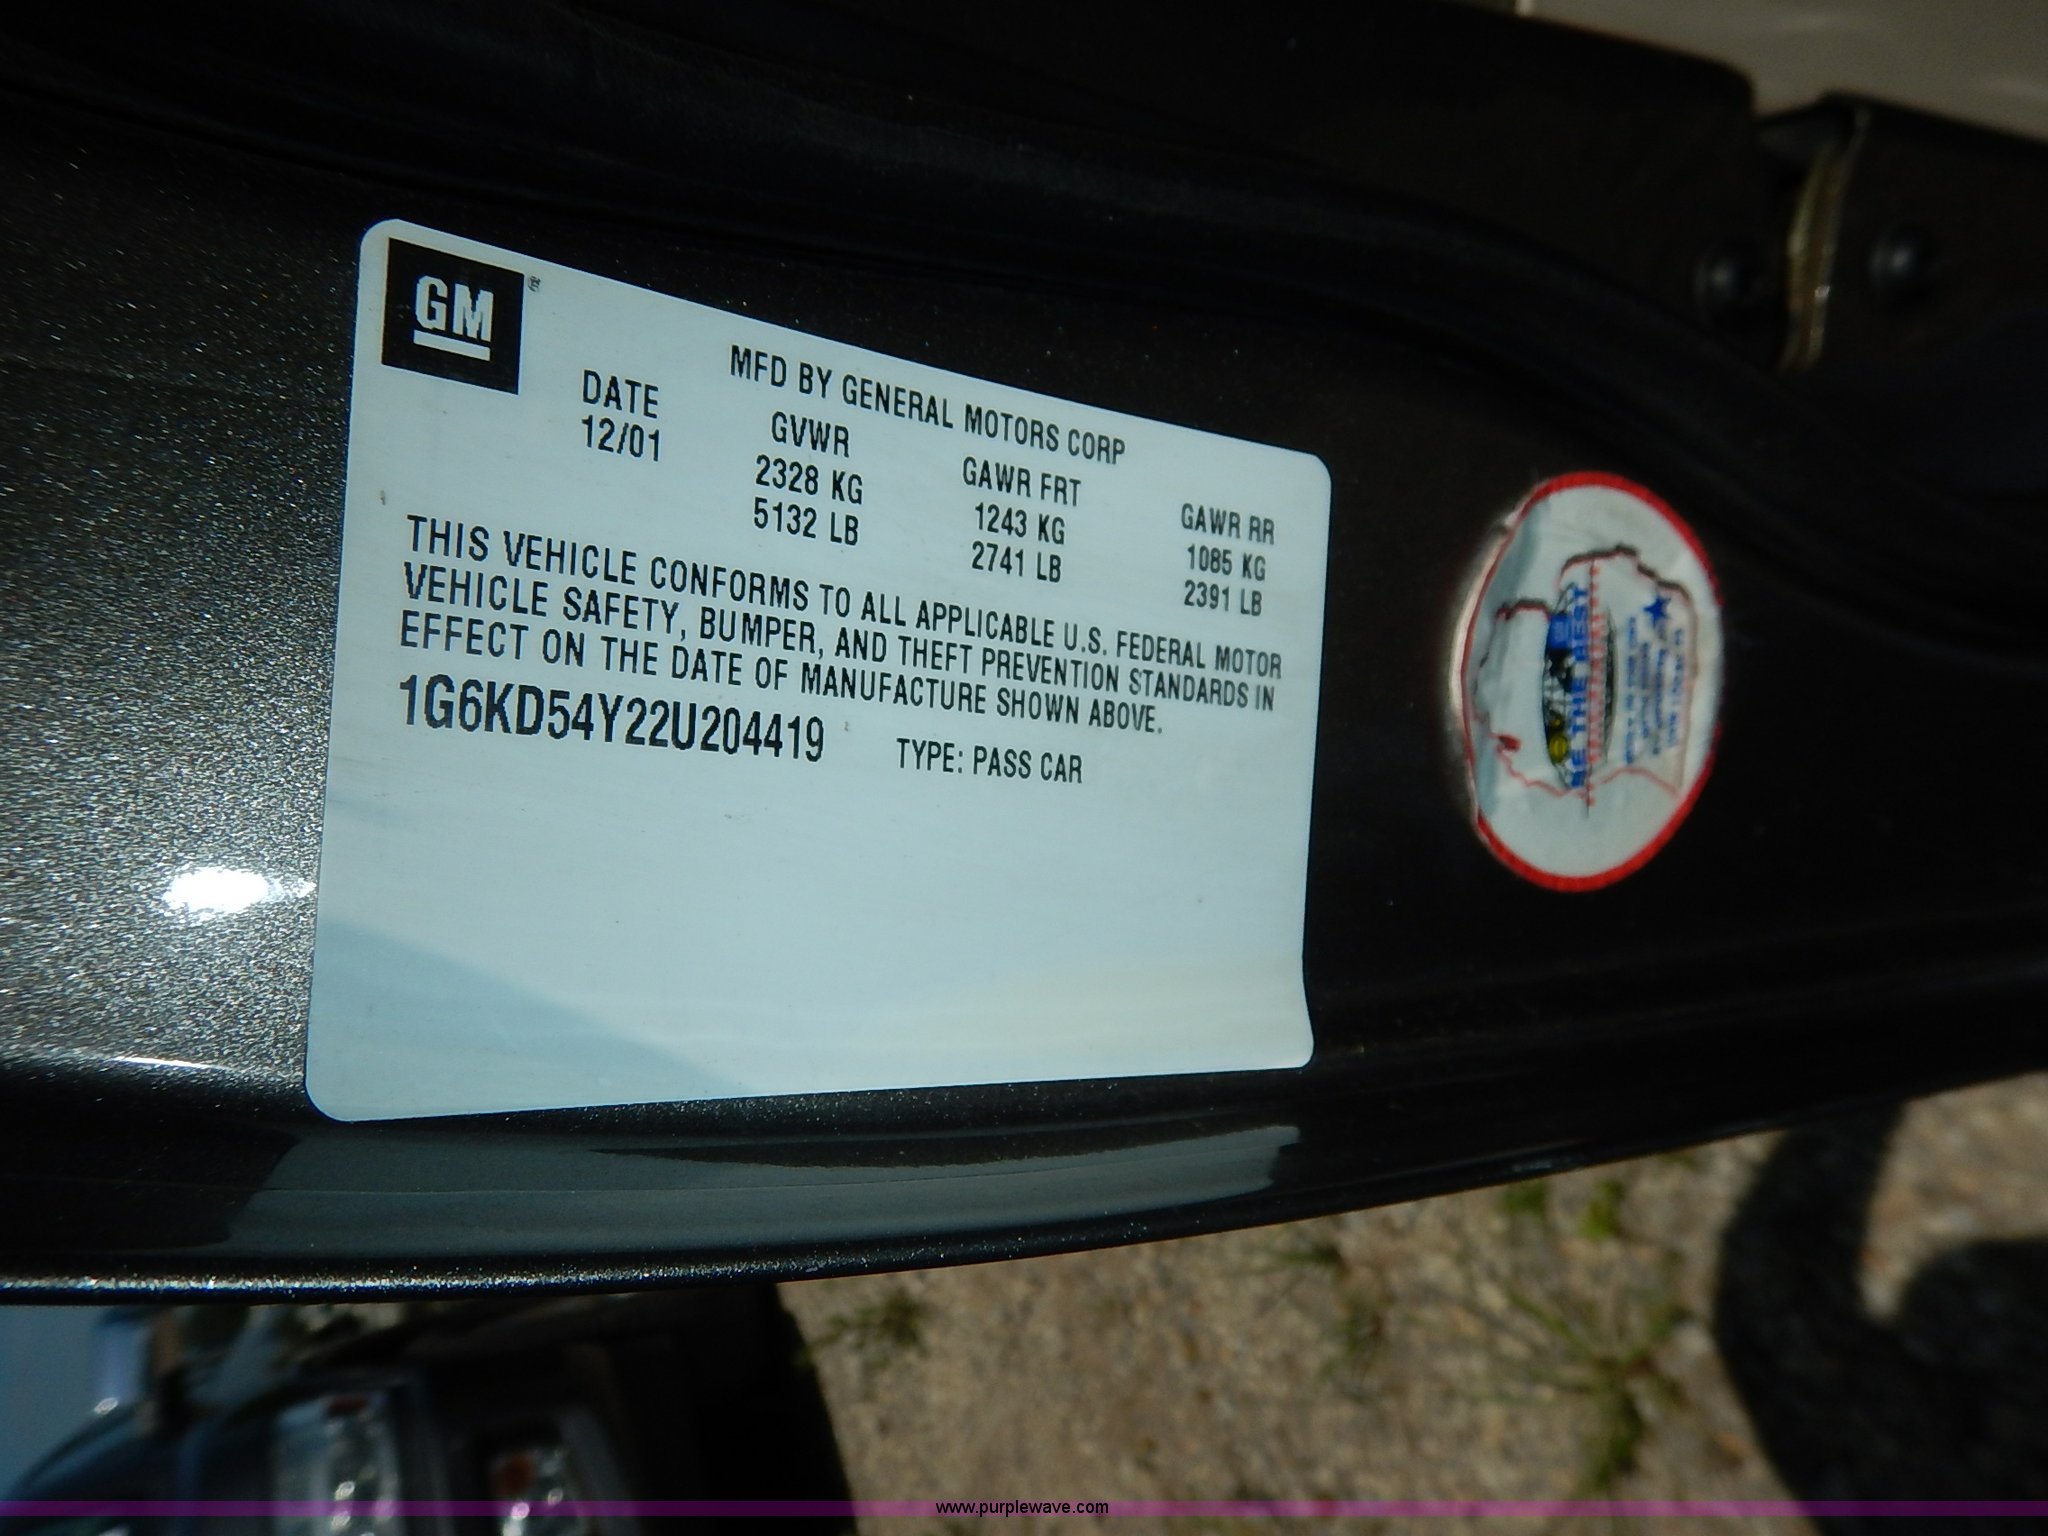 GM®
MFD BY GENERAL MOTORS CORP
DATE GVWR GAWR FRT GAWR RR
12/01 2328 KG 1243 KG 1085 KG
5132 LB 2741 LB 2391 LB
THIS VEHICLE CONFORMS TO ALL APPLICABLE U.S. FEDERAL MOTOR
VEHICLE SAFETY, BUMPER, AND THEFT PREVENTION STANDARDS IN
EFFECT ON THE DATE OF MANUFACTURE SHOWN ABOVE.
1G6KD54Y22U204419 TYPE: PASS CAR
BE THE BEST
www.purplewave.com